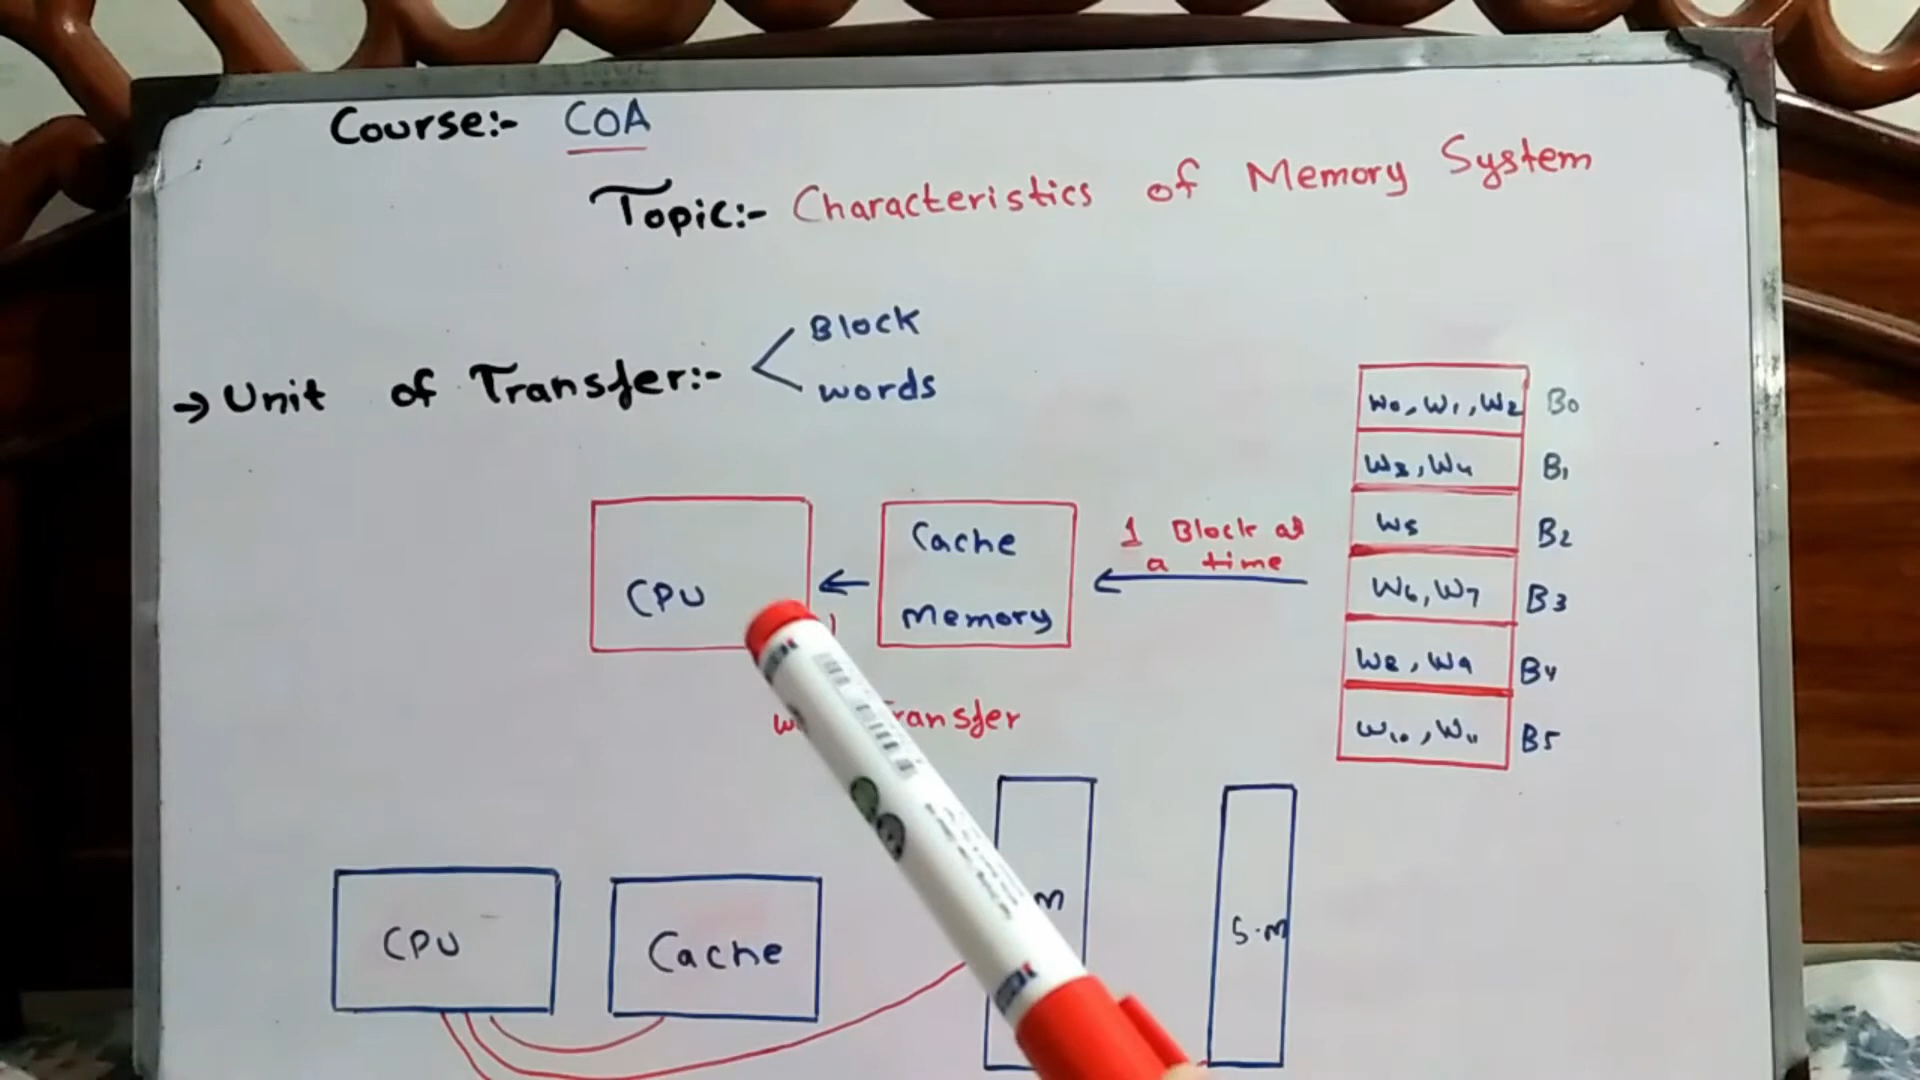 Course:- COA
Topic:- Characteristics of Memory System
→ Unit of Transfer:-
Block
words
CPU
Cache
Memory
1 Block at
a time
W0, W1, W2 B0
W3, W4 B1
W5 B2
W6, W7 B3
W8, W9 B4
W10, W11 B5
CPU
Cache
S.M